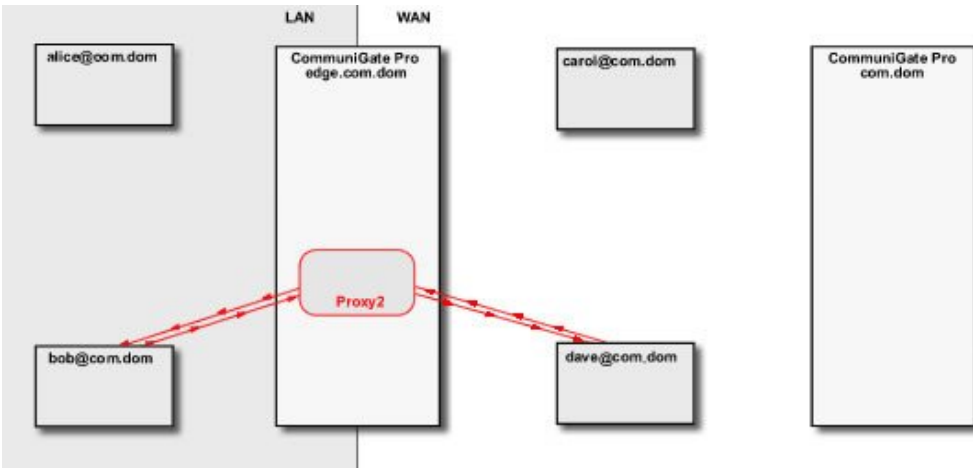 LAN WAN
alice@com.dom
CommuniGate Pro
edge.com.dom
carol@com.dom
CommuniGate Pro
com.dom
Proxy2
bob@com.dom
dave@com.dom